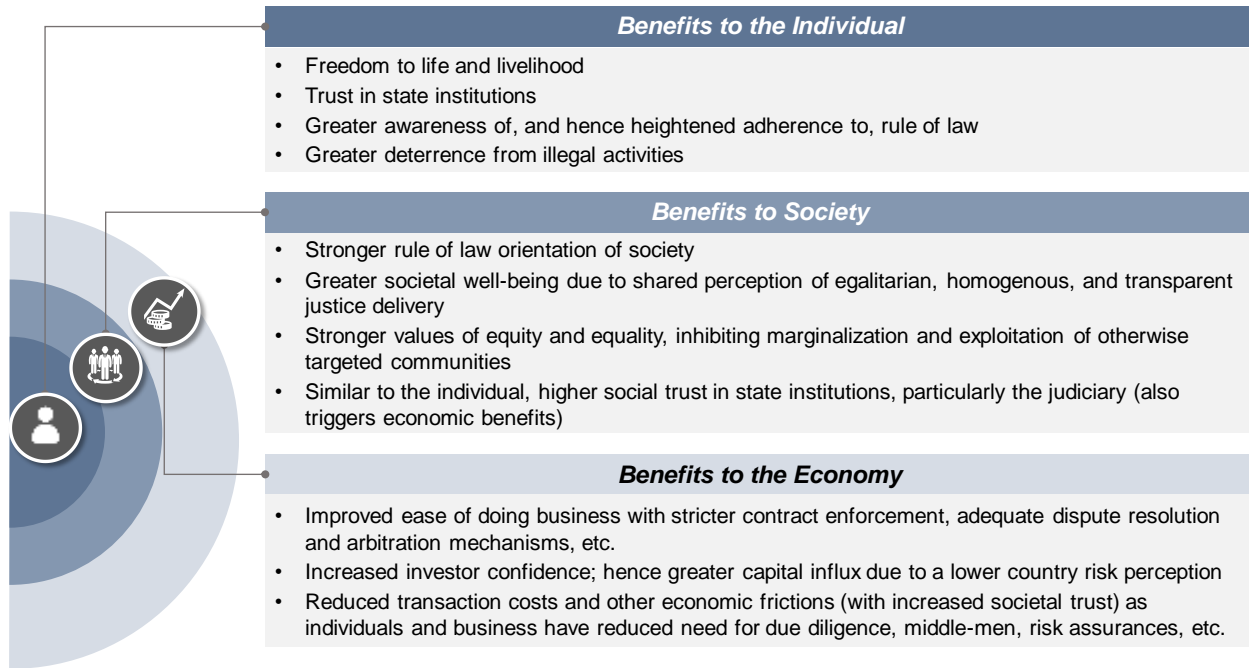 Benefits to the Individual
• Freedom to life and livelihood
• Trust in state institutions
• Greater awareness of, and hence heightened adherence to, rule of law
• Greater deterrence from illegal activities
Benefits to Society
• Stronger rule of law orientation of society
• Greater societal well-being due to shared perception of egalitarian, homogenous, and transparent
justice delivery
• Stronger values of equity and equality, inhibiting marginalization and exploitation of otherwise
targeted communities
• Similar to the individual, higher social trust in state institutions, particularly the judiciary (also
triggers economic benefits)
Benefits to the Economy
• Improved ease of doing business with stricter contract enforcement, adequate dispute resolution
and arbitration mechanisms, etc.
• Increased investor confidence; hence greater capital influx due to a lower country risk perception
• Reduced transaction costs and other economic frictions (with increased societal trust) as
individuals and business have reduced need for due diligence, middle-men, risk assurances, etc.